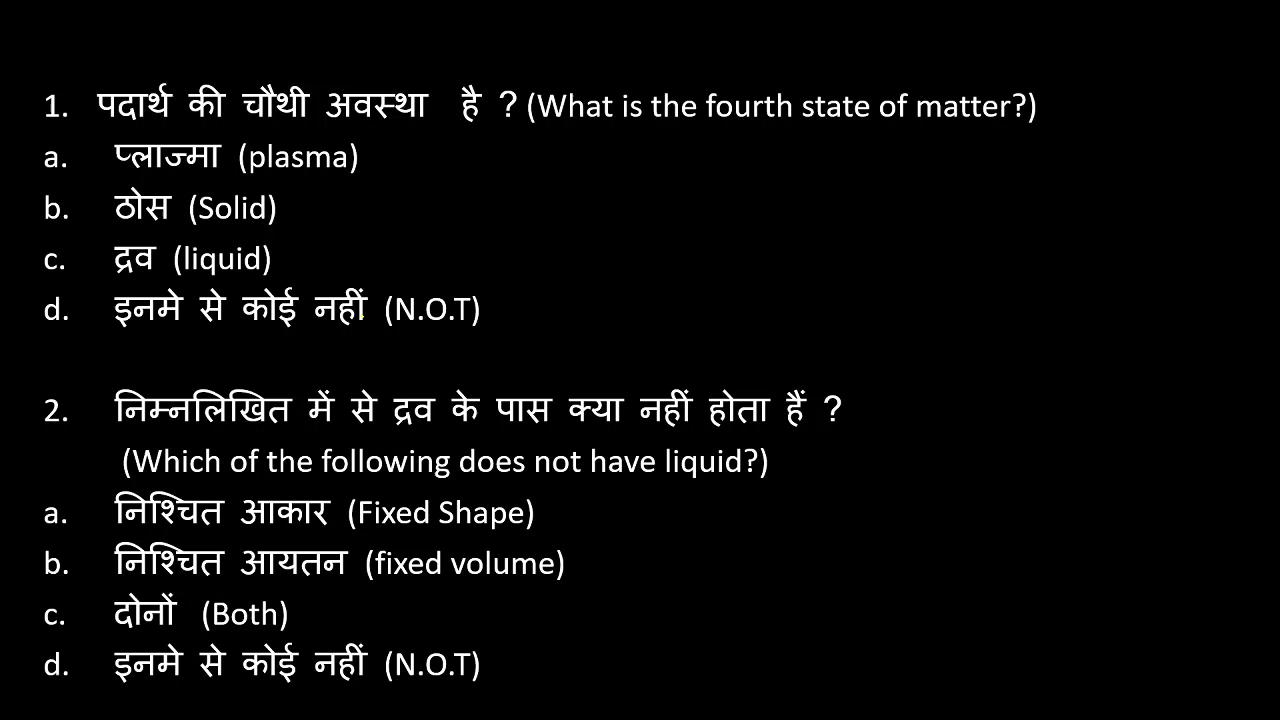 1. पदार्थ की चौथी अवस्था है ? (What is the fourth state of matter?)
a. प्लाज्मा (plasma)
b. ठोस (Solid)
c. द्रव (liquid)
d. इनमे से कोई नहीं (N.O.T)
2. निम्नलिखित में से द्रव के पास क्या नहीं होता हैं ?
(Which of the following does not have liquid?)
a. निश्चित आकार (Fixed Shape)
b. निश्चित आयतन (fixed volume)
c. दोनों (Both)
d. इनमे से कोई नहीं (N.O.T)